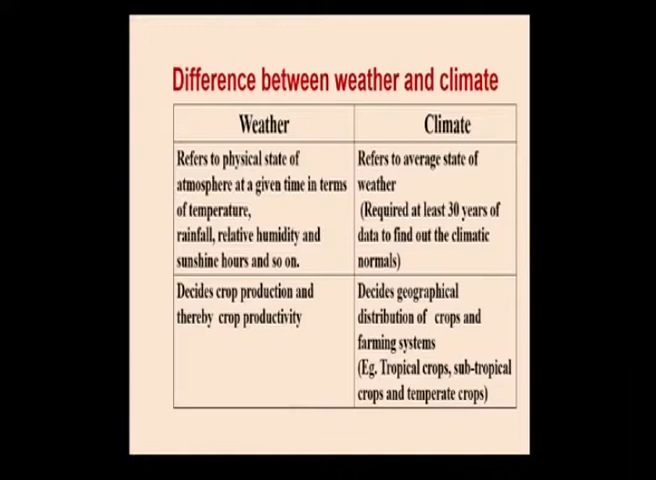 Difference between weather and climate
Weather
Climate
Refers to physical state of
atmosphere at a given time in terms
of temperature,
rainfall, relative humidity and
sunshine hours and so on.
Refers to average state of
weather
(Required at least 30 years of
data to find out the climatic
normals)
Decides crop production and
thereby crop productivity
Decides geographical
distribution of crops and
farming systems
(Eg. Tropical crops, sub-tropical
crops and temperate crops)